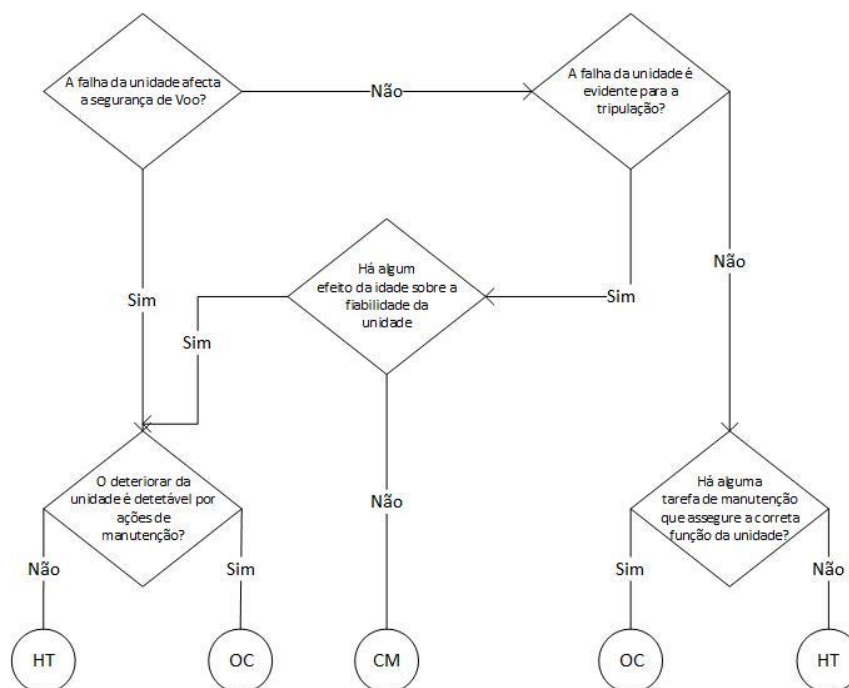 A falha da unidade afecta
a segurança de Voo?
Não
A falha da unidade é
evidente para a
tripulação?
Há algum
efeito da idade sobre a
fiabilidade da
unidade
Não
Sim
Sim
Sim
O deteriorar da
unidade é detetável por
ações de
manutenção?
Há alguma
tarefa de manutenção
que assegure a correta
função da unidade?
Não
Não
Sim
Sim
Não
HT
OC
CM
OC
HT